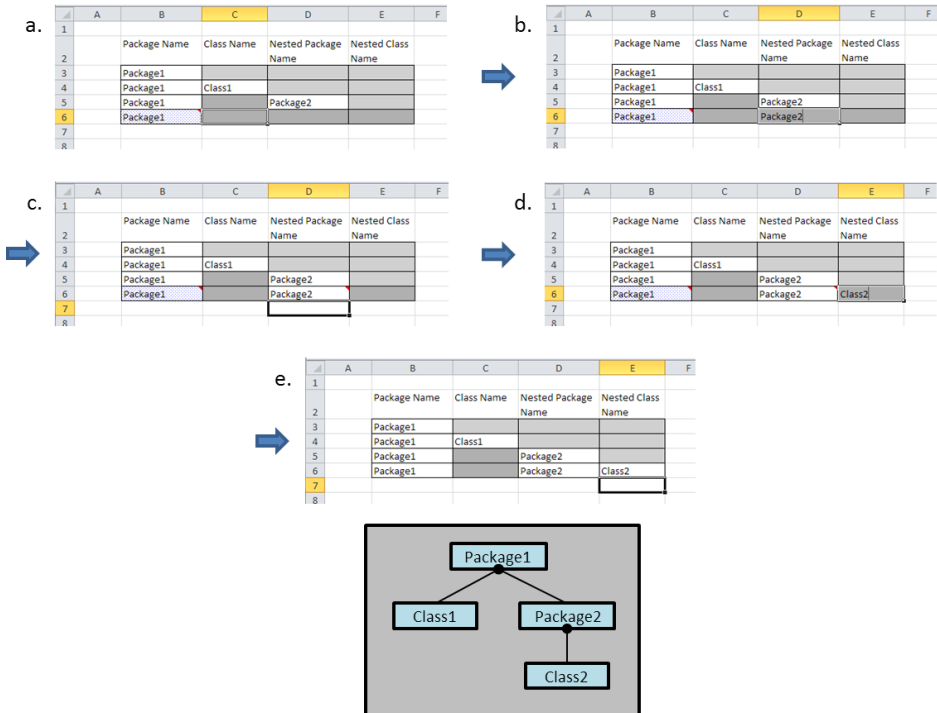 a.
A B C D E F
1
Package Name Class Name Nested Package Nested Class
2 Name Name
3 Package1
4 Package1 Class1
5 Package1 Package2
6 Package1
7
8
b.
A B C D E F
1
Package Name Class Name Nested Package Nested Class
2 Name Name
3 Package1
4 Package1 Class1
5 Package1 Package2
6 Package1 Package2
7
8
c.
A B C D E F
1
Package Name Class Name Nested Package Nested Class
2 Name Name
3 Package1
4 Package1 Class1
5 Package1 Package2
6 Package1 Package2
7
8
d.
A B C D E F
1
Package Name Class Name Nested Package Nested Class
2 Name Name
3 Package1
4 Package1 Class1
5 Package1 Package2
6 Package1 Package2 Class2
7
8
e.
A B C D E F
1
Package Name Class Name Nested Package Nested Class
2 Name Name
3 Package1
4 Package1 Class1
5 Package1 Package2
6 Package1 Package2 Class2
7
8
Package1
Class1 Package2
Class2